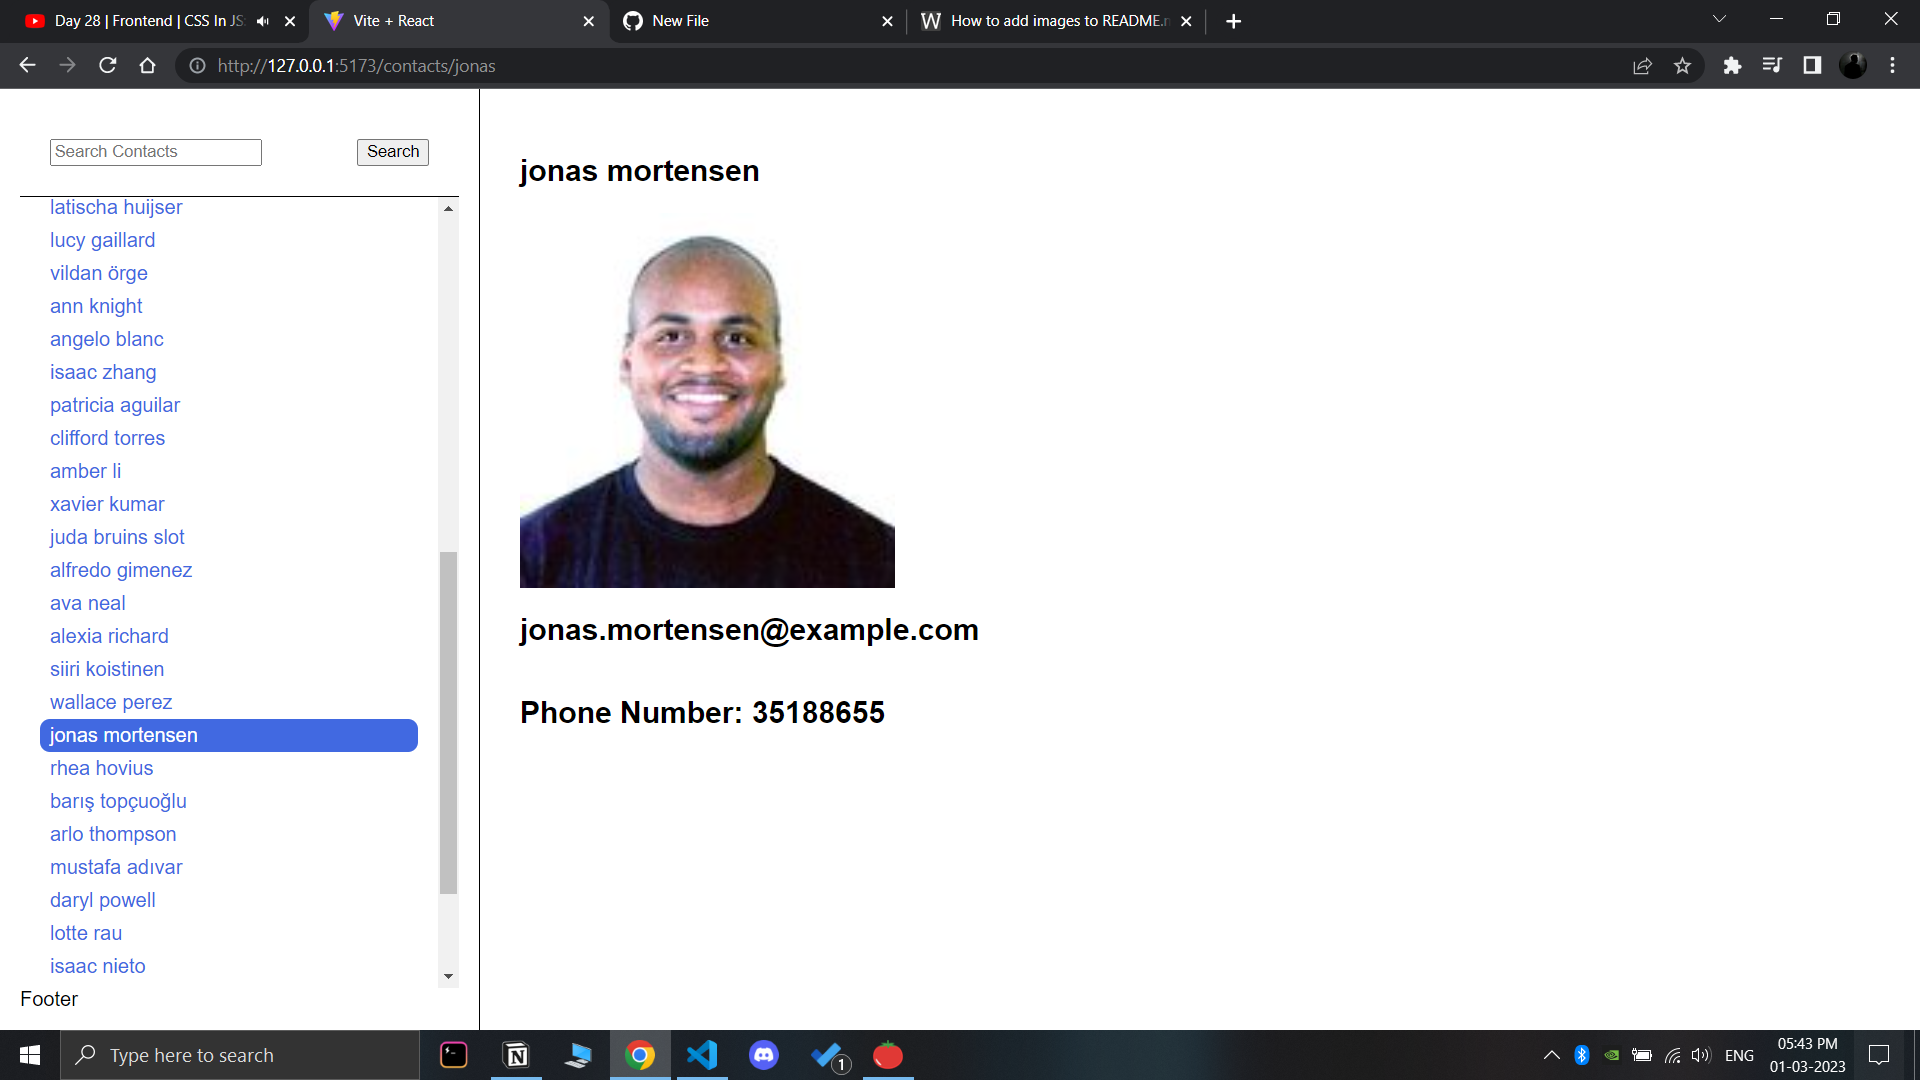 Day 28 | Frontend | CSS In JS
Vite + React
New File
How to add images to README.m
http://127.0.0.1:5173/contacts/jonas
Search Contacts
Search
latischa huijser
lucy gaillard
vildan örge
ann knight
angelo blanc
isaac zhang
patricia aguilar
clifford torres
amber li
xavier kumar
juda bruins slot
alfredo gimenez
ava neal
alexia richard
siiri koistinen
wallace perez
jonas mortensen
rhea hovius
barış topçuoğlu
arlo thompson
mustafa adıvar
daryl powell
lotte rau
isaac nieto
Footer
jonas mortensen
jonas.mortensen@example.com
Phone Number: 35188655
Type here to search
1
ENG
05:43 PM
01-03-2023